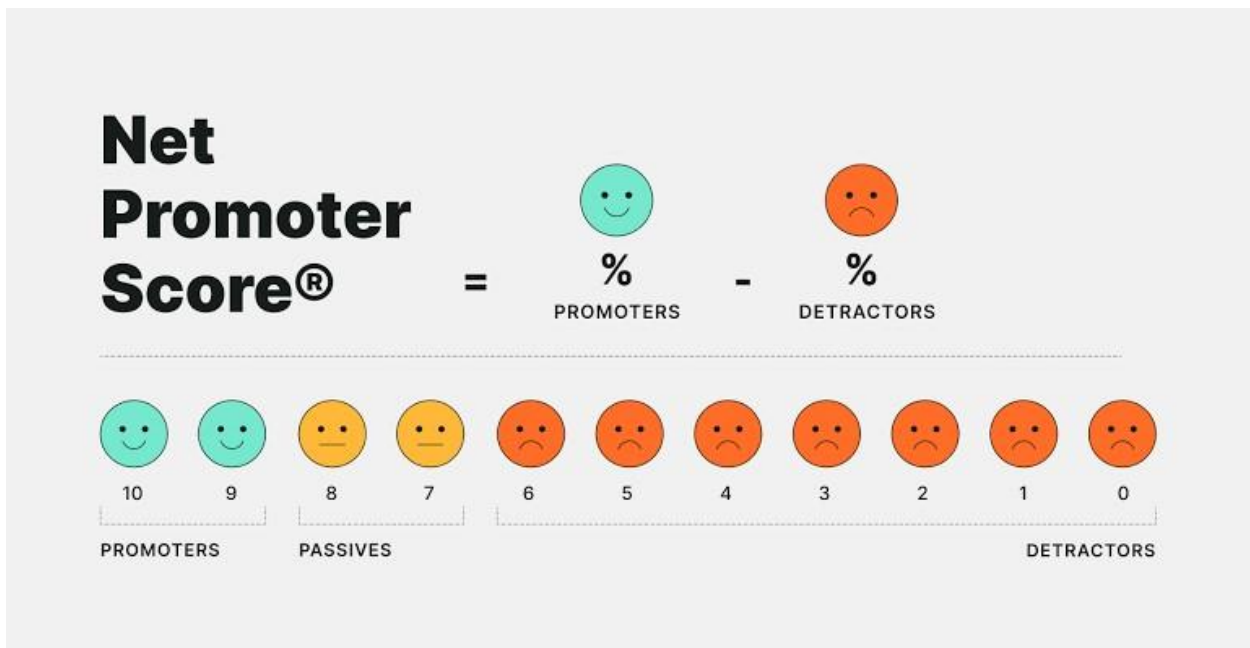 Net
Promoter
Score®
=
%
-
%
PROMOTERS
DETRACTORS
10 9 8 7 6 5 4 3 2 1 0
PROMOTERS PASSIVES DETRACTORS